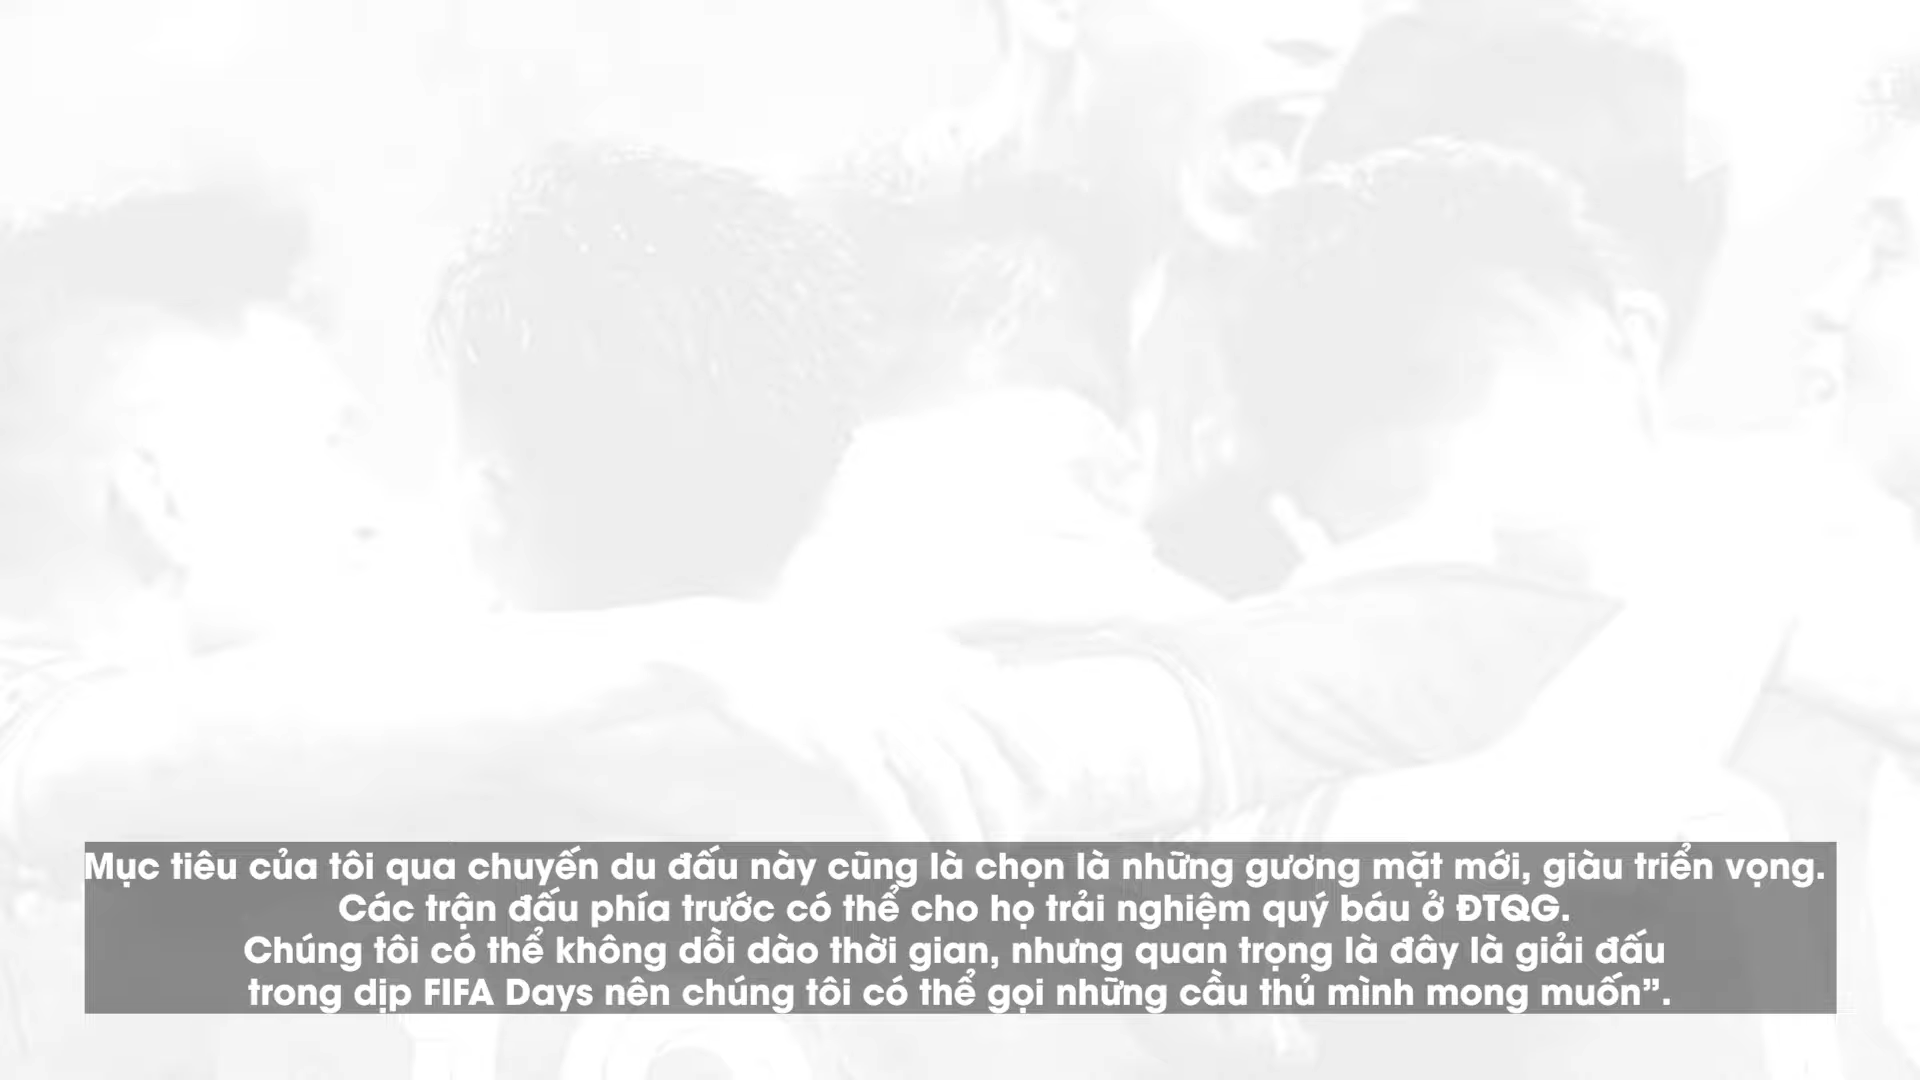 Mục tiêu của tôi qua chuyến du đấu này cũng là chọn là những gương mặt mới, giàu triển vọng.
Các trận đấu phía trước có thể cho họ trải nghiệm quý báu ở ĐTQG.
Chúng tôi có thể không dồi dào thời gian, nhưng quan trọng là đây là giải đấu
trong dịp FIFA Days nên chúng tôi có thể gọi những cầu thủ mình mong muốn”.